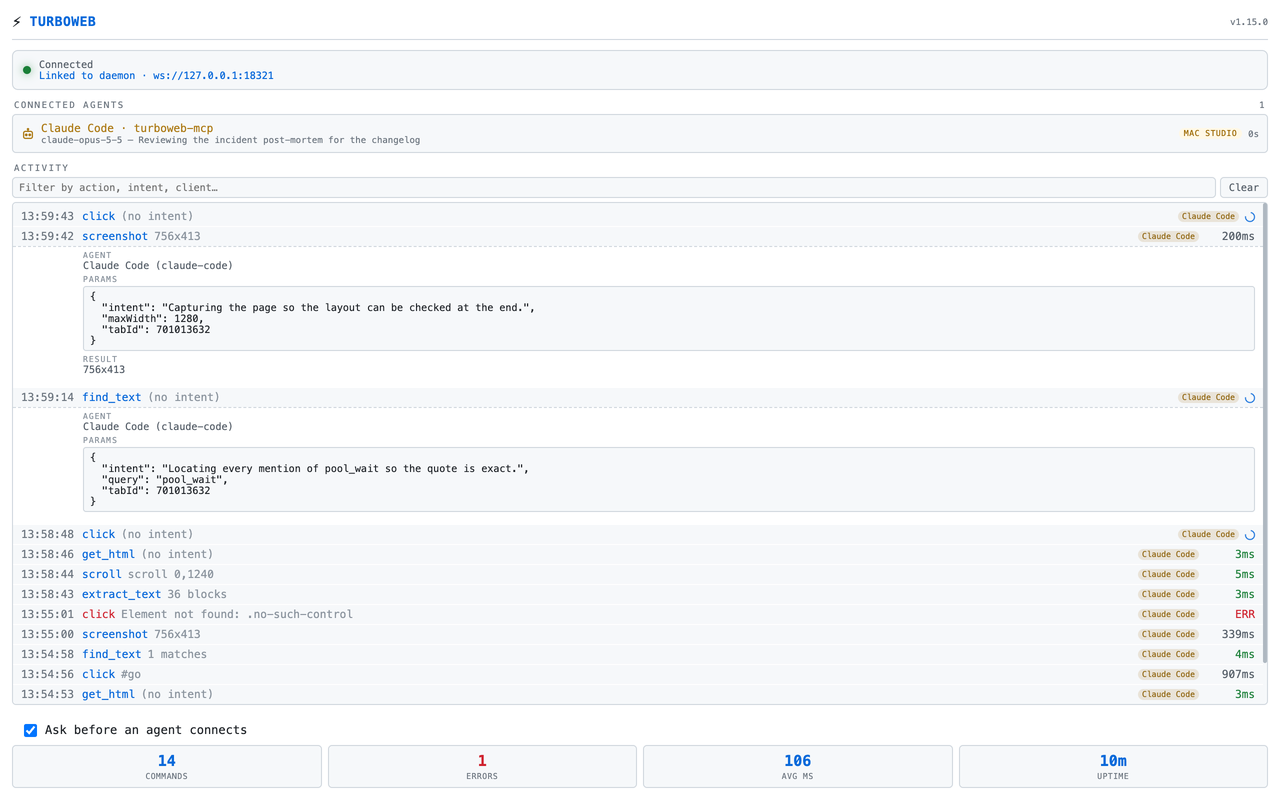 ⚡ TURBOWEB v1.15.0
Connected
Linked to daemon · ws://127.0.0.1:18321
CONNECTED AGENTS 1
Claude Code · turboweb-mcp
claude-opus-5-5 — Reviewing the incident post-mortem for the changelog
MAC STUDIO 0s
ACTIVITY
Filter by action, intent, client… Clear
13:59:43 click (no intent) Claude Code
13:59:42 screenshot 756x413 Claude Code 200ms
AGENT
Claude Code (claude-code)
PARAMS
{
"intent": "Capturing the page so the layout can be checked at the end.",
"maxWidth": 1280,
"tabId": 701013632
}
RESULT
756x413
13:59:14 find_text (no intent) Claude Code
AGENT
Claude Code (claude-code)
PARAMS
{
"intent": "Locating every mention of pool_wait so the quote is exact.",
"query": "pool_wait",
"tabId": 701013632
}
13:58:48 click (no intent) Claude Code
13:58:46 get_html (no intent) Claude Code 3ms
13:58:44 scroll scroll 0,1240 Claude Code 5ms
13:58:43 extract_text 36 blocks Claude Code 3ms
13:55:01 click Element not found: .no-such-control Claude Code ERR
13:55:00 screenshot 756x413 Claude Code 339ms
13:54:58 find_text 1 matches Claude Code 4ms
13:54:56 click #go Claude Code 907ms
13:54:53 get_html (no intent) Claude Code 3ms
Ask before an agent connects
14 1 106 10m
COMMANDS ERRORS AVG MS UPTIME